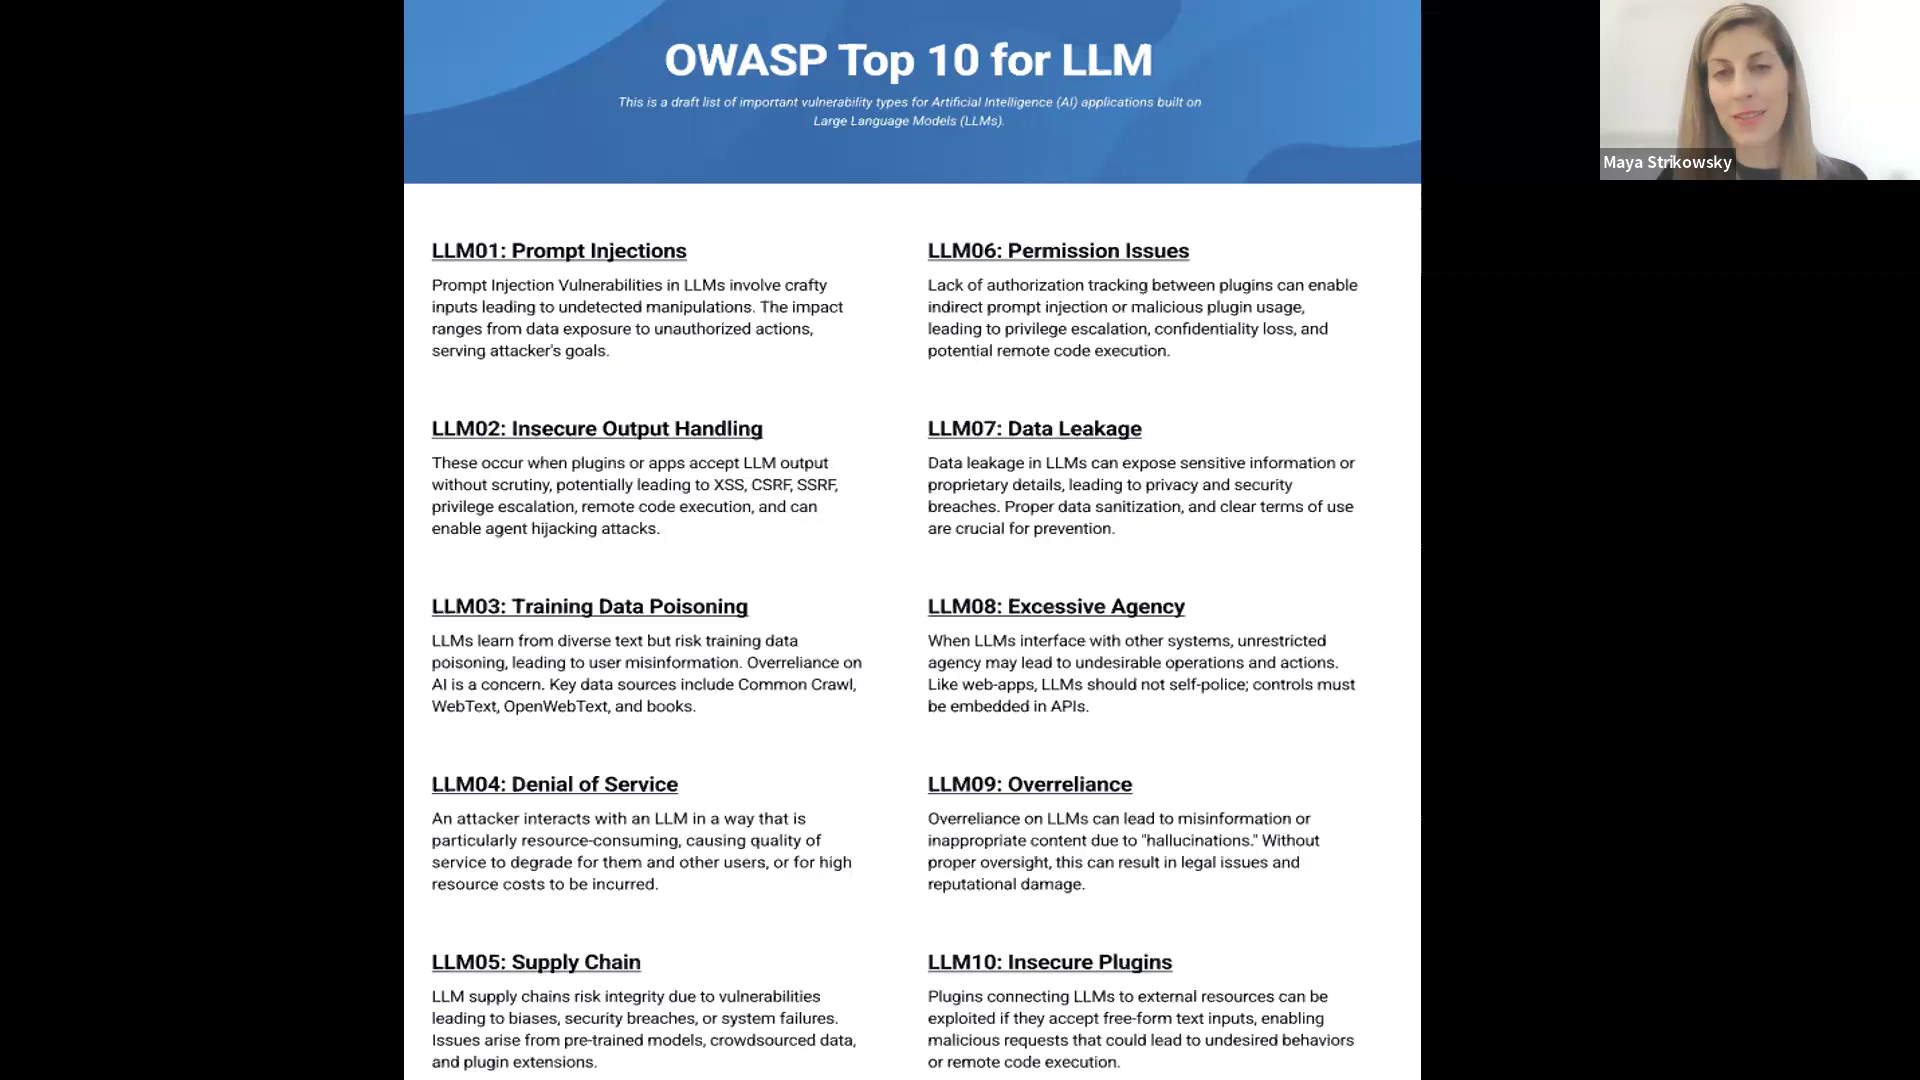 OWASP Top 10 for LLM
This is a draft list of important vulnerability types for Artificial Intelligence (AI) applications built on
Large Language Models (LLMs).
Maya Strikowsky
LLM01: Prompt Injections
Prompt Injection Vulnerabilities in LLMs involve crafty
inputs leading to undetected manipulations. The impact
ranges from data exposure to unauthorized actions,
serving attacker's goals.
LLM02: Insecure Output Handling
These occur when plugins or apps accept LLM output
without scrutiny, potentially leading to XSS, CSRF, SSRF,
privilege escalation, remote code execution, and can
enable agent hijacking attacks.
LLM03: Training Data Poisoning
LLMs learn from diverse text but risk training data
poisoning, leading to user misinformation. Overreliance on
AI is a concern. Key data sources include Common Crawl,
WebText, OpenWebText, and books.
LLM04: Denial of Service
An attacker interacts with an LLM in a way that is
particularly resource-consuming, causing quality of
service to degrade for them and other users, or for high
resource costs to be incurred.
LLM05: Supply Chain
LLM supply chains risk integrity due to vulnerabilities
leading to biases, security breaches, or system failures.
Issues arise from pre-trained models, crowdsourced data,
and plugin extensions.
LLM06: Permission Issues
Lack of authorization tracking between plugins can enable
indirect prompt injection or malicious plugin usage,
leading to privilege escalation, confidentiality loss, and
potential remote code execution.
LLM07: Data Leakage
Data leakage in LLMs can expose sensitive information or
proprietary details, leading to privacy and security
breaches. Proper data sanitization, and clear terms of use
are crucial for prevention.
LLM08: Excessive Agency
When LLMs interface with other systems, unrestricted
agency may lead to undesirable operations and actions.
Like web-apps, LLMs should not self-police; controls must
be embedded in APIs.
LLM09: Overreliance
Overreliance on LLMs can lead to misinformation or
inappropriate content due to "hallucinations." Without
proper oversight, this can result in legal issues and
reputational damage.
LLM10: Insecure Plugins
Plugins connecting LLMs to external resources can be
exploited if they accept free-form text inputs, enabling
malicious requests that could lead to undesired behaviors
or remote code execution.